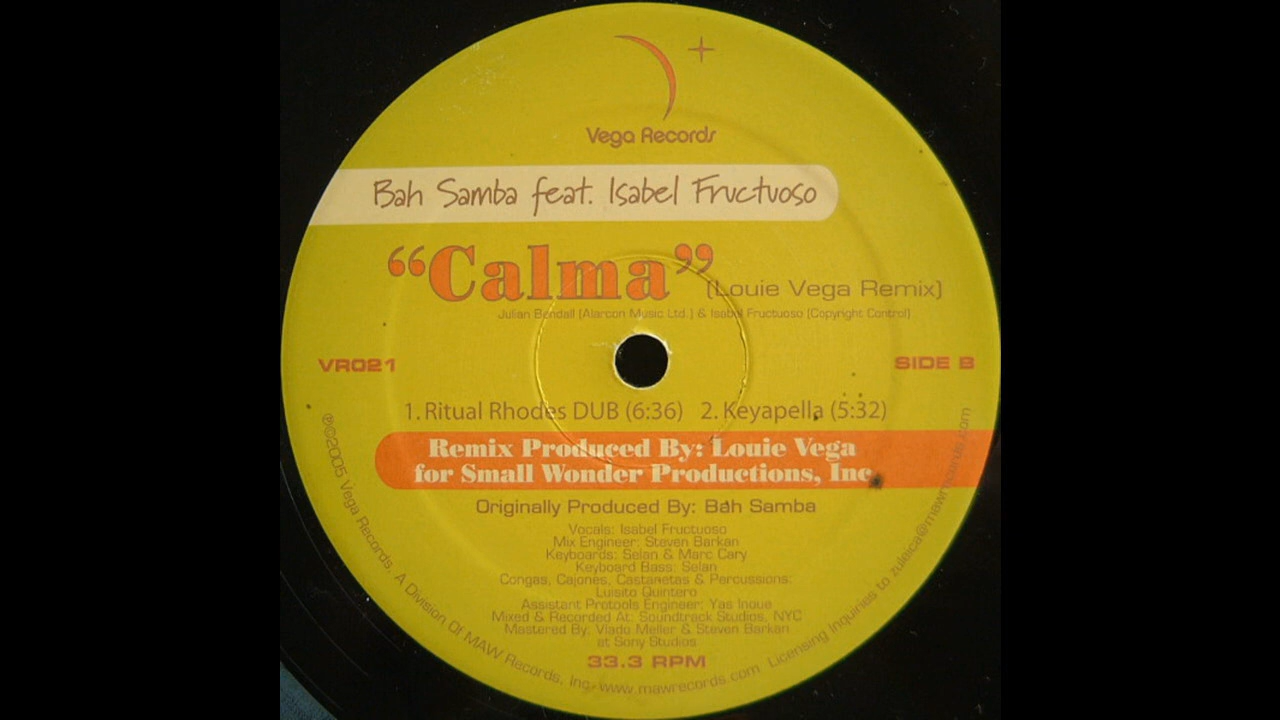 Vega Records
Bah Samba feat. Isabel Fructuoso
“Calma” (Louie Vega Remix)
Julian Bendall (Alarcon Music Ltd.) & Isabel Fructuoso (Copyright Control)
VR021
SIDE B
1. Ritual Rhodes DUB (6:36) 2. Keyapella (5:32)
Remix Produced By: Louie Vega
for Small Wonder Productions, Inc.
Originally Produced By: Bah Samba
Vocals: Isabel Fructuoso
Mix Engineer: Steven Barkan
Keyboards: Selan & Marc Cary
Keyboard Bass: Selan
Congas, Cajones, Castanetas & Percussions:
Luisito Quintero
Assistant Protools Engineer: Yas Inoue
Mixed & Recorded At: Soundtrack Studios, NYC
Mastered By: Vlado Meller & Steven Barkan
at Sony Studios
33.3 RPM
℗©2005 Vega Records, A Division Of MAW Records, Inc. www.mawrecords.com Licensing Inquiries to zuleica@mawrecords.com